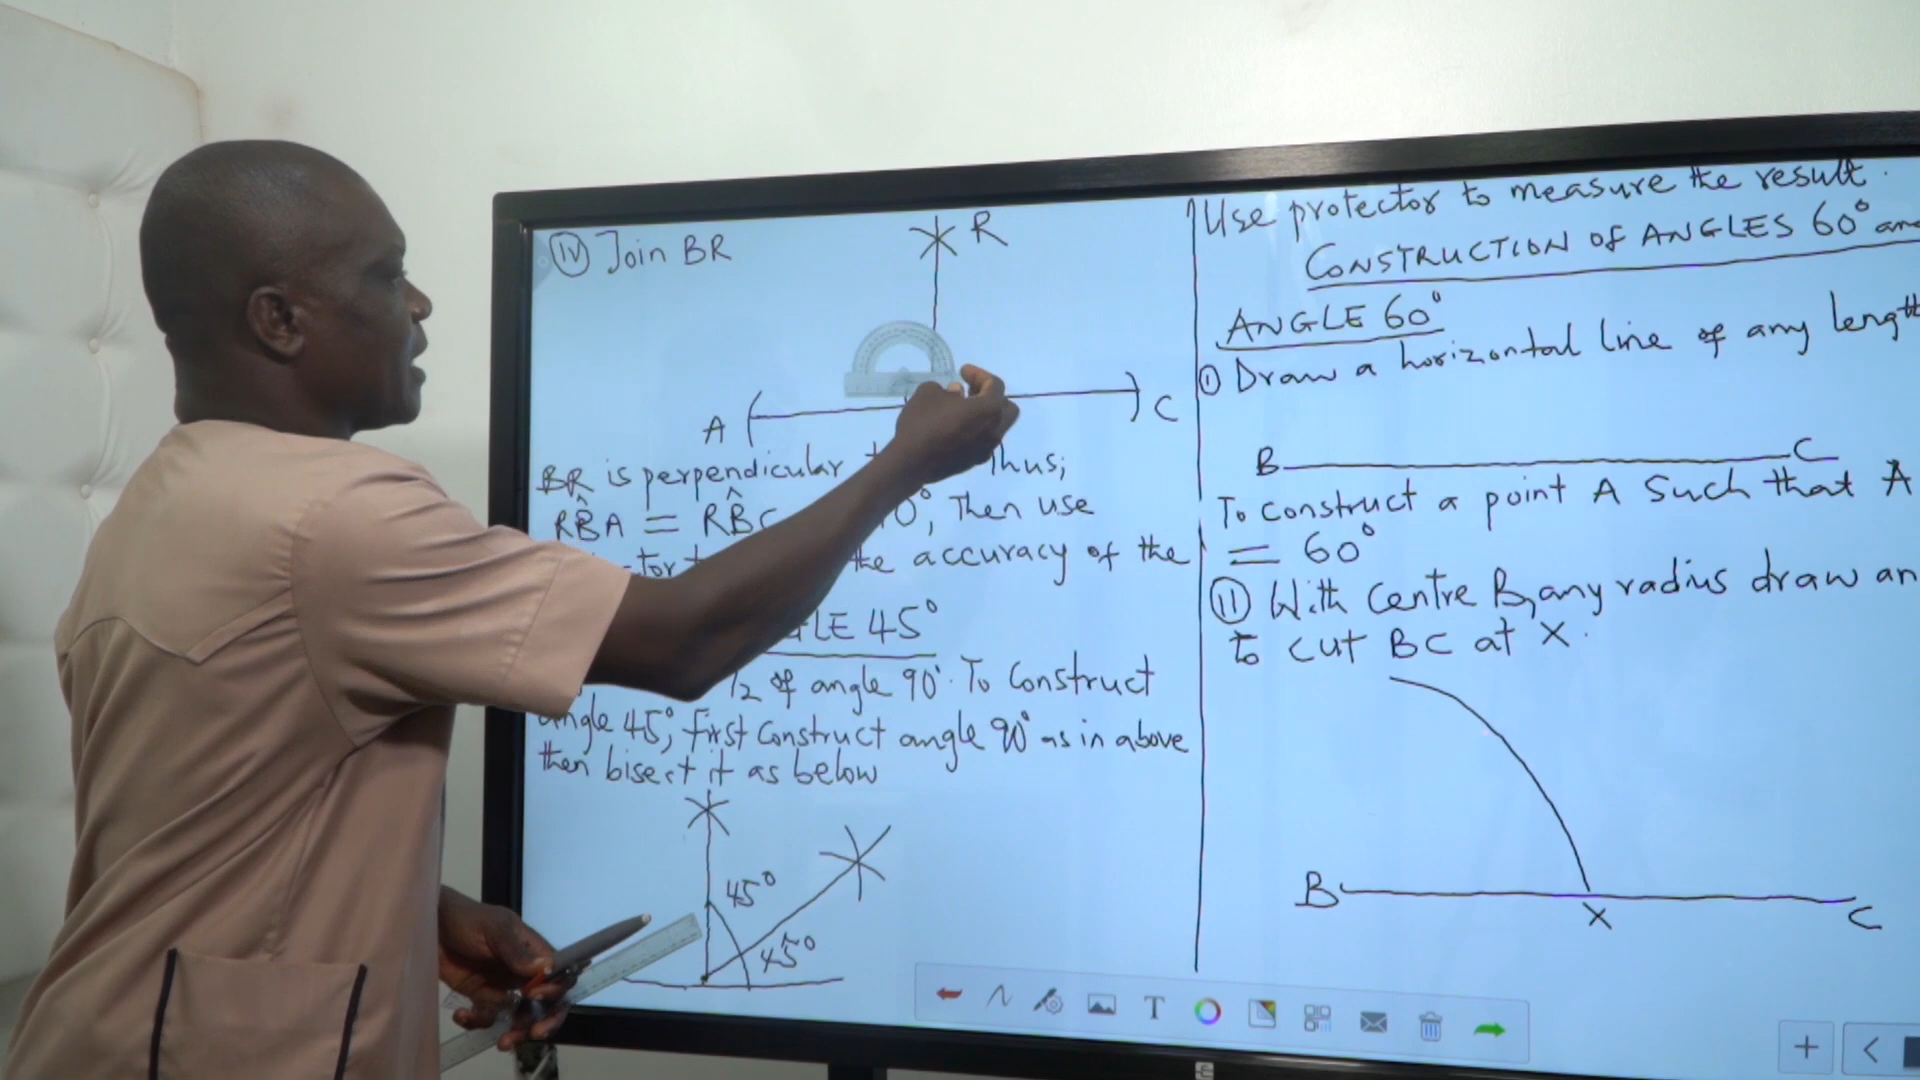 IV Join BR
R
A
C
BR is perpendicular Thus;
RB̂A = RB̂C 0°, Then use
the accuracy of the
45°
1/2 of angle 90°. To Construct
angle 45°, first Construct angle 90° as in above
then bisect it as below
45°
45°
Use protector to measure the result.
CONSTRUCTION OF ANGLES 60°
ANGLE 60°
I Draw a horizontal line of any length
B C
To construct a point A Such that A
= 60°
II With Centre B, any radius draw an
to cut BC at X.
B
X
C
T